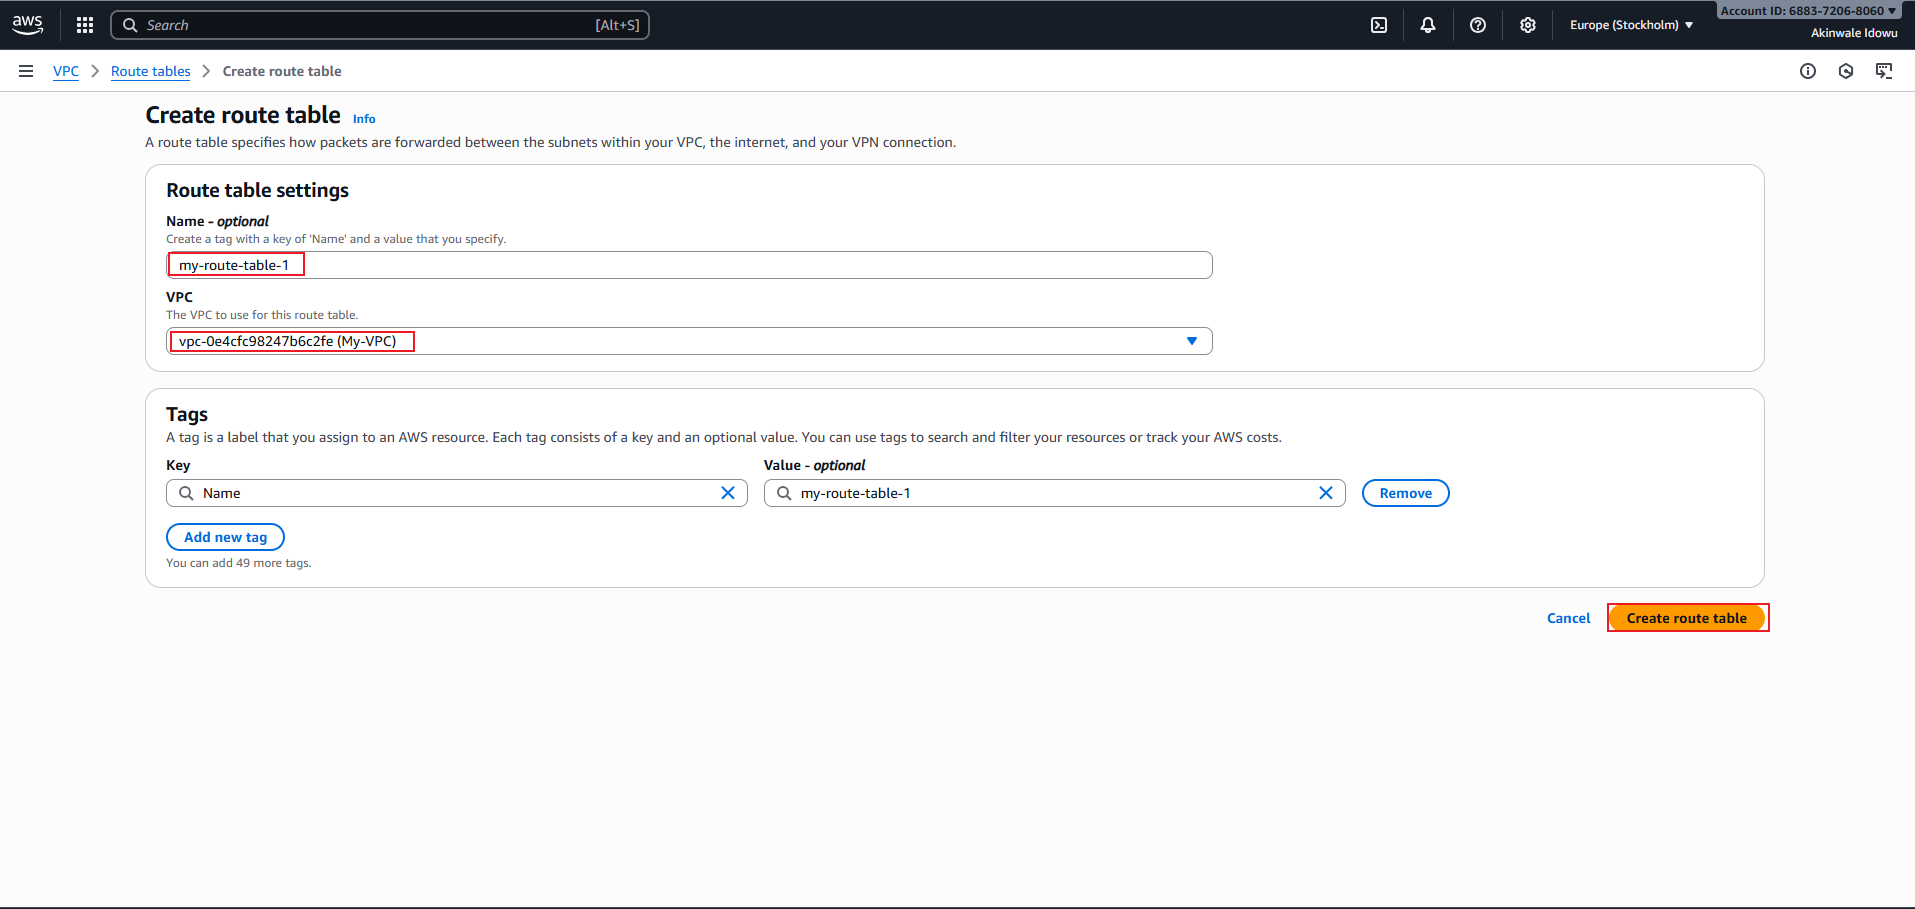 aws
Search [Alt+S]
Europe (Stockholm)
Account ID: 6883-7206-8060
Akinwale Idowu
VPC > Route tables > Create route table
Create route table Info
A route table specifies how packets are forwarded between the subnets within your VPC, the internet, and your VPN connection.
Route table settings
Name - optional
Create a tag with a key of 'Name' and a value that you specify.
my-route-table-1
VPC
The VPC to use for this route table.
vpc-0e4cfc98247b6c2fe (My-VPC)
Tags
A tag is a label that you assign to an AWS resource. Each tag consists of a key and an optional value. You can use tags to search and filter your resources or track your AWS costs.
Key Value - optional
Name my-route-table-1 Remove
Add new tag
You can add 49 more tags.
Cancel Create route table